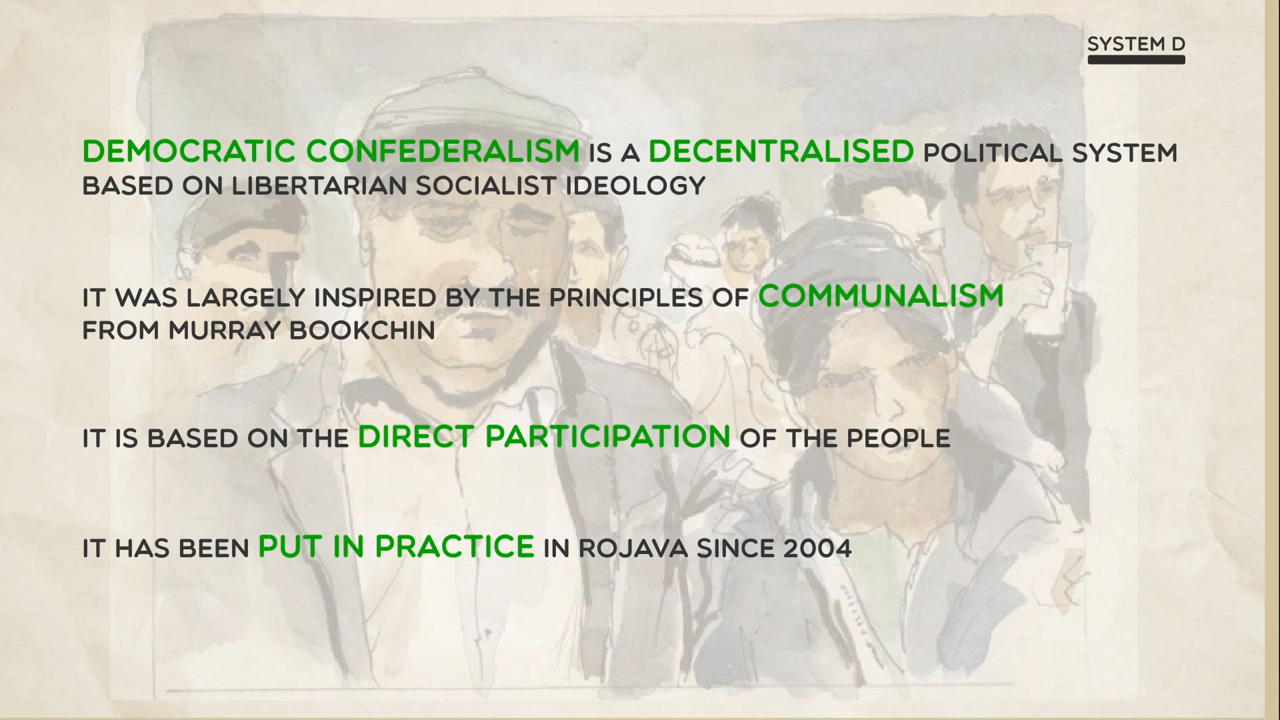 SYSTEM D
DEMOCRATIC CONFEDERALISM IS A DECENTRALISED POLITICAL SYSTEM
BASED ON LIBERTARIAN SOCIALIST IDEOLOGY
IT WAS LARGELY INSPIRED BY THE PRINCIPLES OF COMMUNALISM
FROM MURRAY BOOKCHIN
IT IS BASED ON THE DIRECT PARTICIPATION OF THE PEOPLE
IT HAS BEEN PUT IN PRACTICE IN ROJAVA SINCE 2004